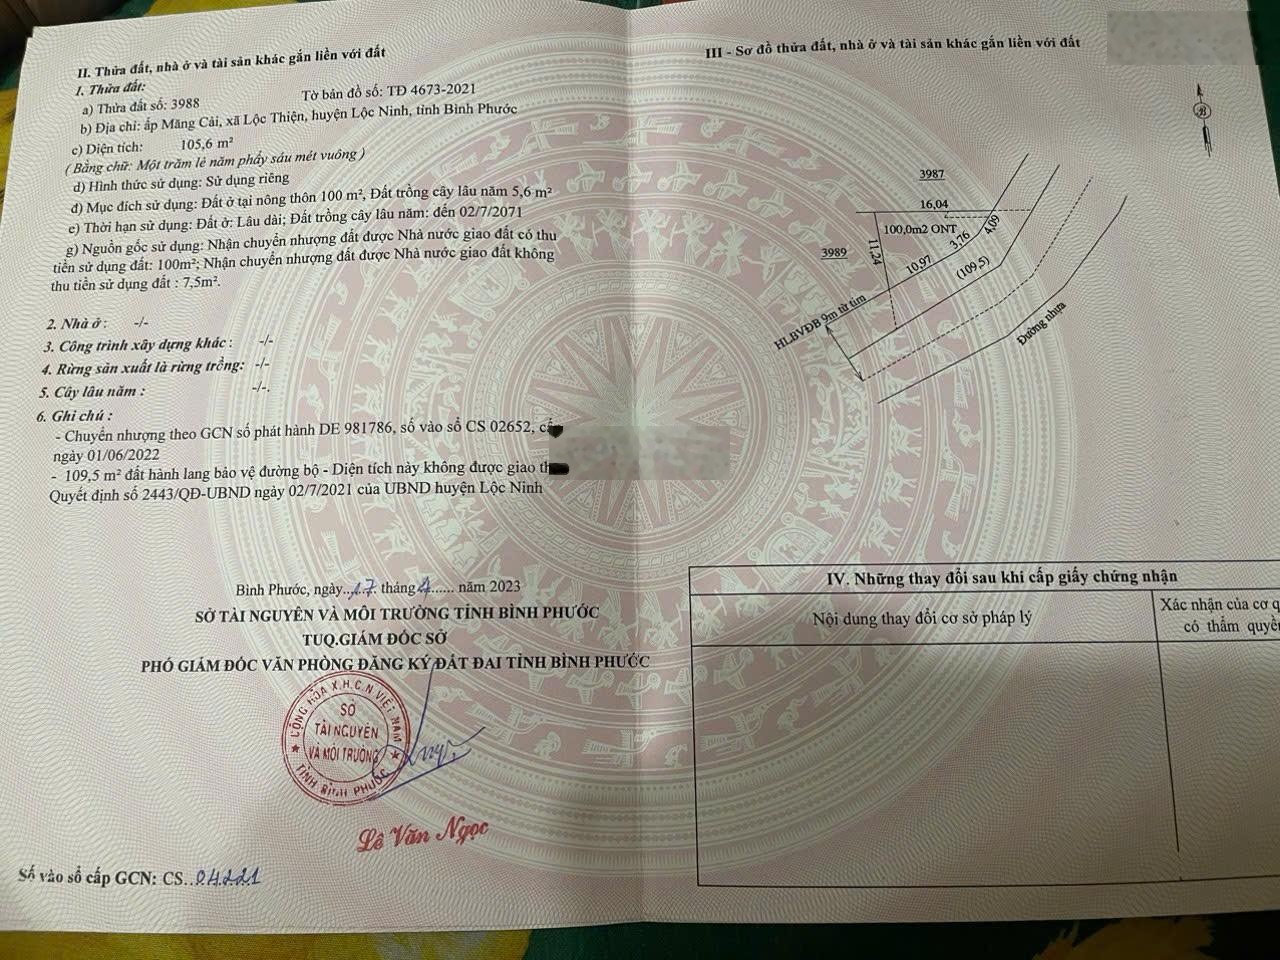 II. Thửa đất, nhà ở và tài sản khác gắn liền với đất
1. Thửa đất:
a) Thửa đất số: 3988 Tờ bản đồ số: TĐ 4673-2021
b) Địa chỉ: ấp Măng Cải, xã Lộc Thiện, huyện Lộc Ninh, tỉnh Bình Phước
c) Diện tích: 105,6 m²
( Bằng chữ: Một trăm lẻ năm phẩy sáu mét vuông )
d) Hình thức sử dụng: Sử dụng riêng
đ) Mục đích sử dụng: Đất ở tại nông thôn 100 m², Đất trồng cây lâu năm 5,6 m²
e) Thời hạn sử dụng: Đất ở: Lâu dài; Đất trồng cây lâu năm: đến 02/7/2071
g) Nguồn gốc sử dụng: Nhận chuyển nhượng đất được Nhà nước giao đất có thu
tiền sử dụng đất: 100m²; Nhận chuyển nhượng đất được Nhà nước giao đất không
thu tiền sử dụng đất : 7,5m².
2. Nhà ở : -/-
3. Công trình xây dựng khác : -/-
4. Rừng sản xuất là rừng trồng: -/-
5. Cây lâu năm : -/-.
6. Ghi chú :
- Chuyển nhượng theo GCN số phát hành DE 981786, số vào sổ CS 02652, cấ
ngày 01/06/2022
- 109,5 m² đất hành lang bảo vệ đường bộ - Diện tích này không được giao th
Quyết định số 2443/QĐ-UBND ngày 02/7/2021 của UBND huyện Lộc Ninh
Bình Phước, ngày..17. tháng 4...... năm 2023
SỞ TÀI NGUYÊN VÀ MÔI TRƯỜNG TỈNH BÌNH PHƯỚC
TUQ.GIÁM ĐỐC SỞ
PHÓ GIÁM ĐỐC VĂN PHÒNG ĐĂNG KÝ ĐẤT ĐAI TỈNH BÌNH PHƯỚC
CỘNG HÒA X.H.C.N VIỆT NAM
SỞ
TÀI NGUYÊN
VÀ MÔI TRƯỜNG
TỈNH BÌNH PHƯỚC
Lê Văn Ngọc
Số vào sổ cấp GCN: CS..04221
III - Sơ đồ thửa đất, nhà ở và tài sản khác gắn liền với đất
B
3987
16,04
100,0m2 ONT
4,09
3,76
3989
11,24
10,97
(109,5)
HLBVĐB 9m từ tim
Đường nhựa
IV. Những thay đổi sau khi cấp giấy chứng nhận
Nội dung thay đổi cơ sở pháp lý
Xác nhận của cơ q
có thẩm quyề